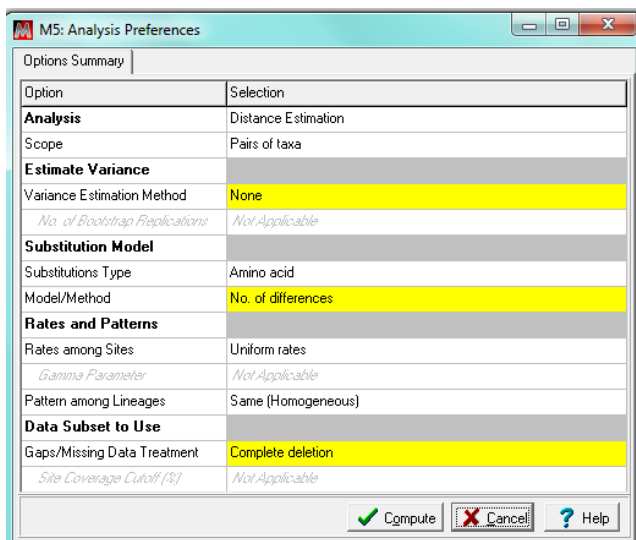 M5: Analysis Preferences
Options Summary
Option Selection
Analysis Distance Estimation
Scope Pairs of taxa
Estimate Variance
Variance Estimation Method None
No. of Bootstrap Replications Not Applicable
Substitution Model
Substitutions Type Amino acid
Model/Method No. of differences
Rates and Patterns
Rates among Sites Uniform rates
Gamma Parameter Not Applicable
Pattern among Lineages Same (Homogeneous)
Data Subset to Use
Gaps/Missing Data Treatment Complete deletion
Site Coverage Cutoff (%) Not Applicable
Compute Cancel ? Help